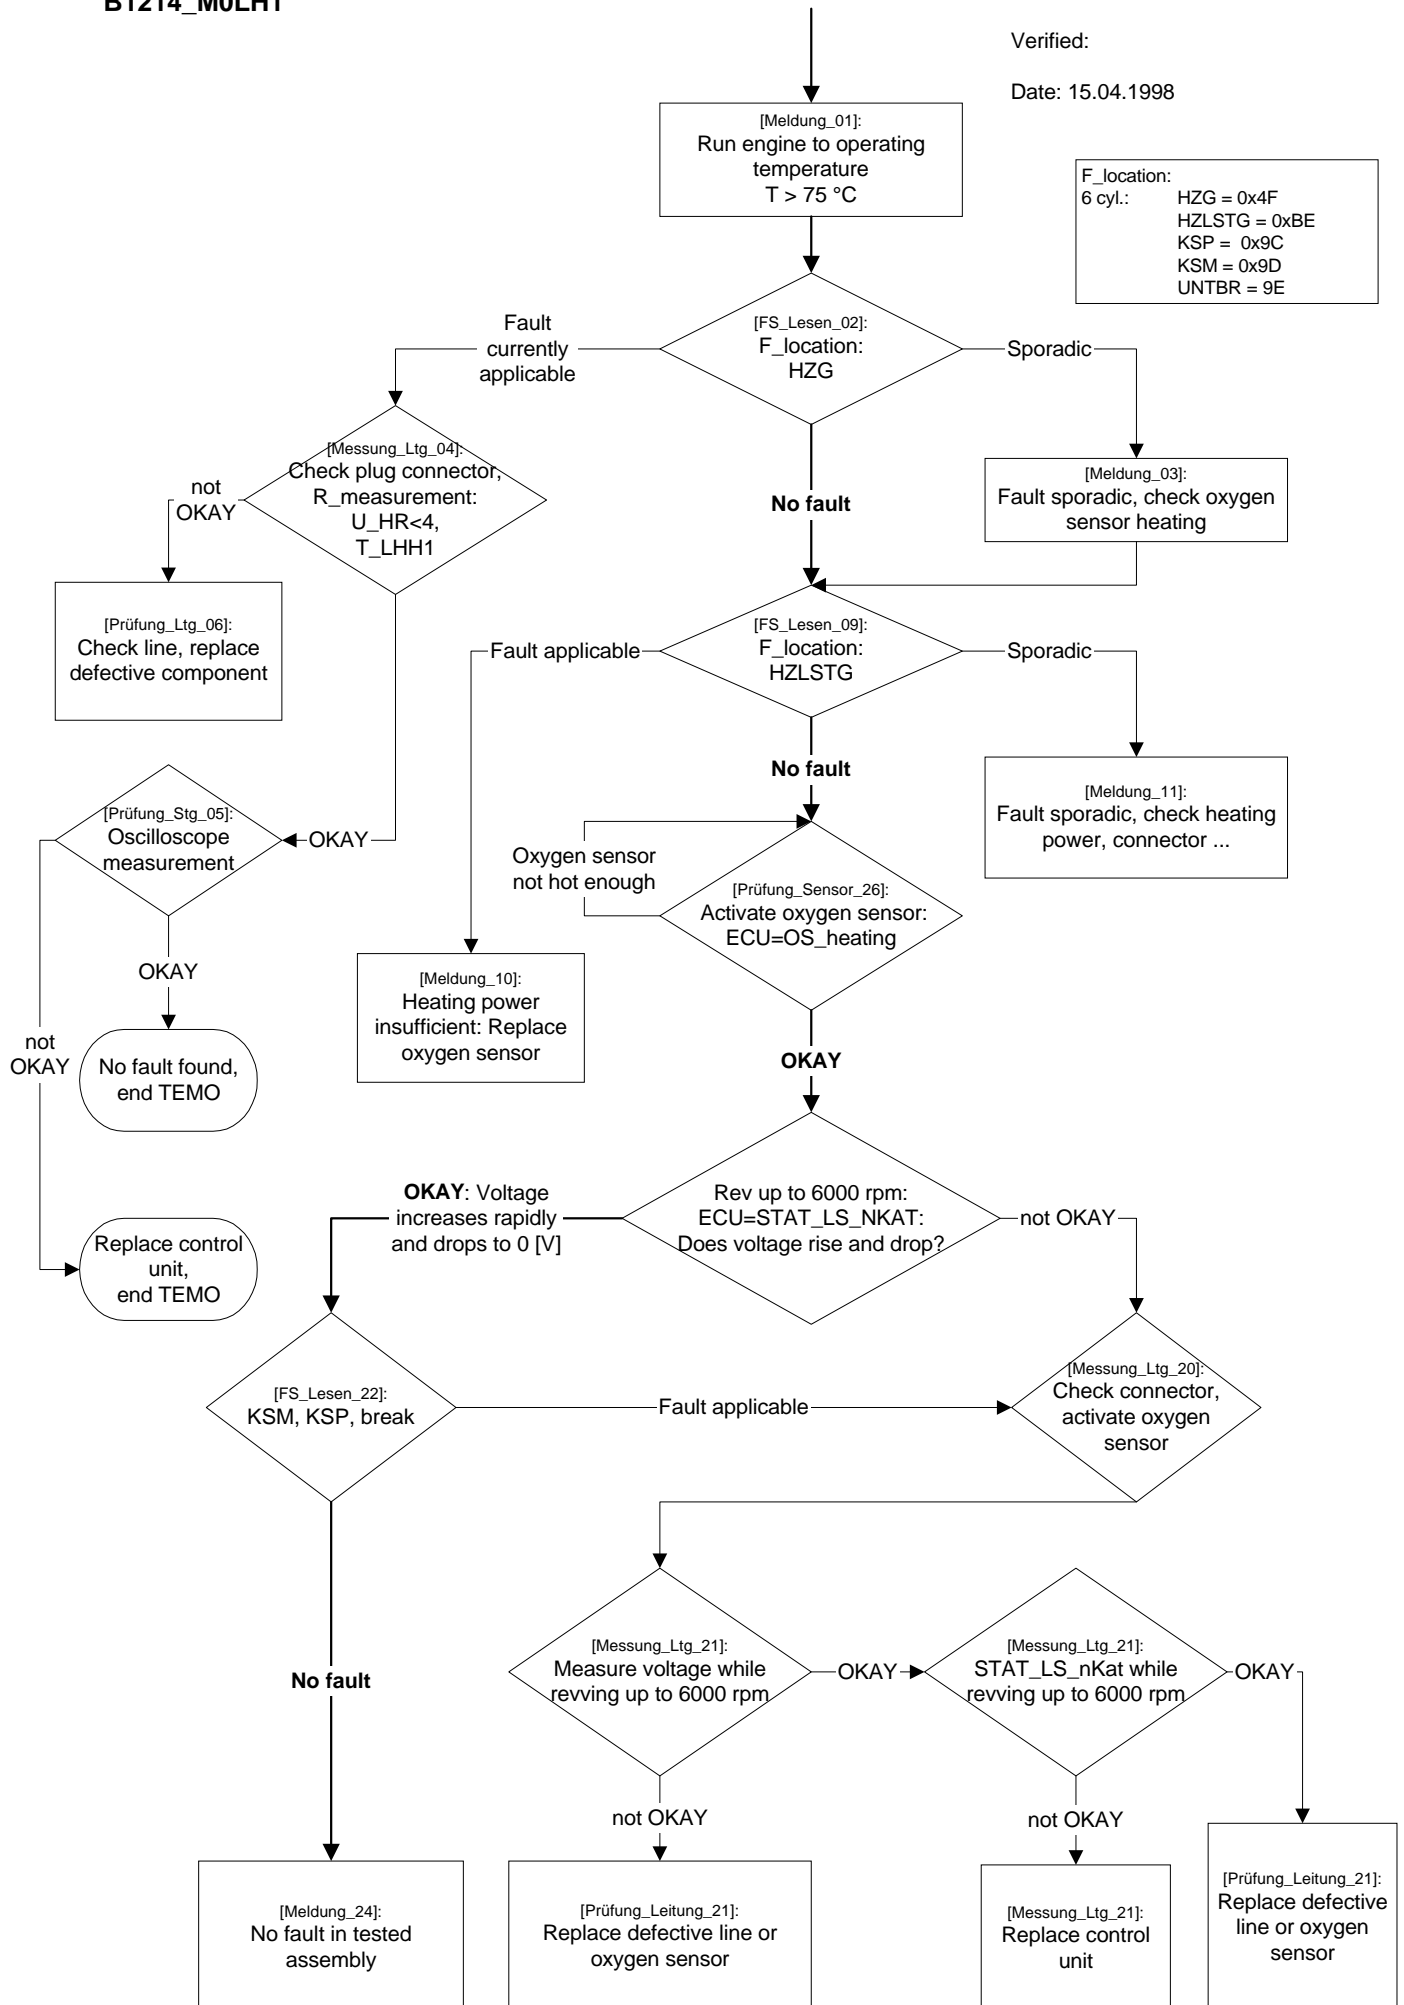 B1214_M0LH1
Verified:
Date: 15.04.1998
[Meldung_01]:
Run engine to operating
temperature
T > 75 °C
F_location:
6 cyl.: HZG = 0x4F
HZLSTG = 0xBE
KSP = 0x9C
KSM = 0x9D
UNTBR = 9E
[FS_Lesen_02]:
F_location:
HZG
Fault
currently
applicable
Sporadic
No fault
[Messung_Ltg_04]:
Check plug connector,
R_measurement:
U_HR<4,
T_LHH1
not
OKAY
[Meldung_03]:
Fault sporadic, check oxygen
sensor heating
[Prüfung_Ltg_06]:
Check line, replace
defective component
[FS_Lesen_09]:
F_location:
HZLSTG
Fault applicable
Sporadic
No fault
[Meldung_11]:
Fault sporadic, check heating
power, connector ...
[Prüfung_Stg_05]:
Oscilloscope
measurement
OKAY
Oxygen sensor
not hot enough
[Prüfung_Sensor_26]:
Activate oxygen sensor:
ECU=OS_heating
OKAY
[Meldung_10]:
Heating power
insufficient: Replace
oxygen sensor
not
OKAY
No fault found,
end TEMO
OKAY
Rev up to 6000 rpm:
ECU=STAT_LS_NKAT:
Does voltage rise and drop?
OKAY: Voltage
increases rapidly
and drops to 0 [V]
not OKAY
Replace control
unit,
end TEMO
[FS_Lesen_22]:
KSM, KSP, break
Fault applicable
[Messung_Ltg_20]:
Check connector,
activate oxygen
sensor
No fault
[Messung_Ltg_21]:
Measure voltage while
revving up to 6000 rpm
OKAY
[Messung_Ltg_21]:
STAT_LS_nKat while
revving up to 6000 rpm
OKAY
not OKAY
not OKAY
[Meldung_24]:
No fault in tested
assembly
[Prüfung_Leitung_21]:
Replace defective line or
oxygen sensor
[Messung_Ltg_21]:
Replace control
unit
[Prüfung_Leitung_21]:
Replace defective
line or oxygen
sensor